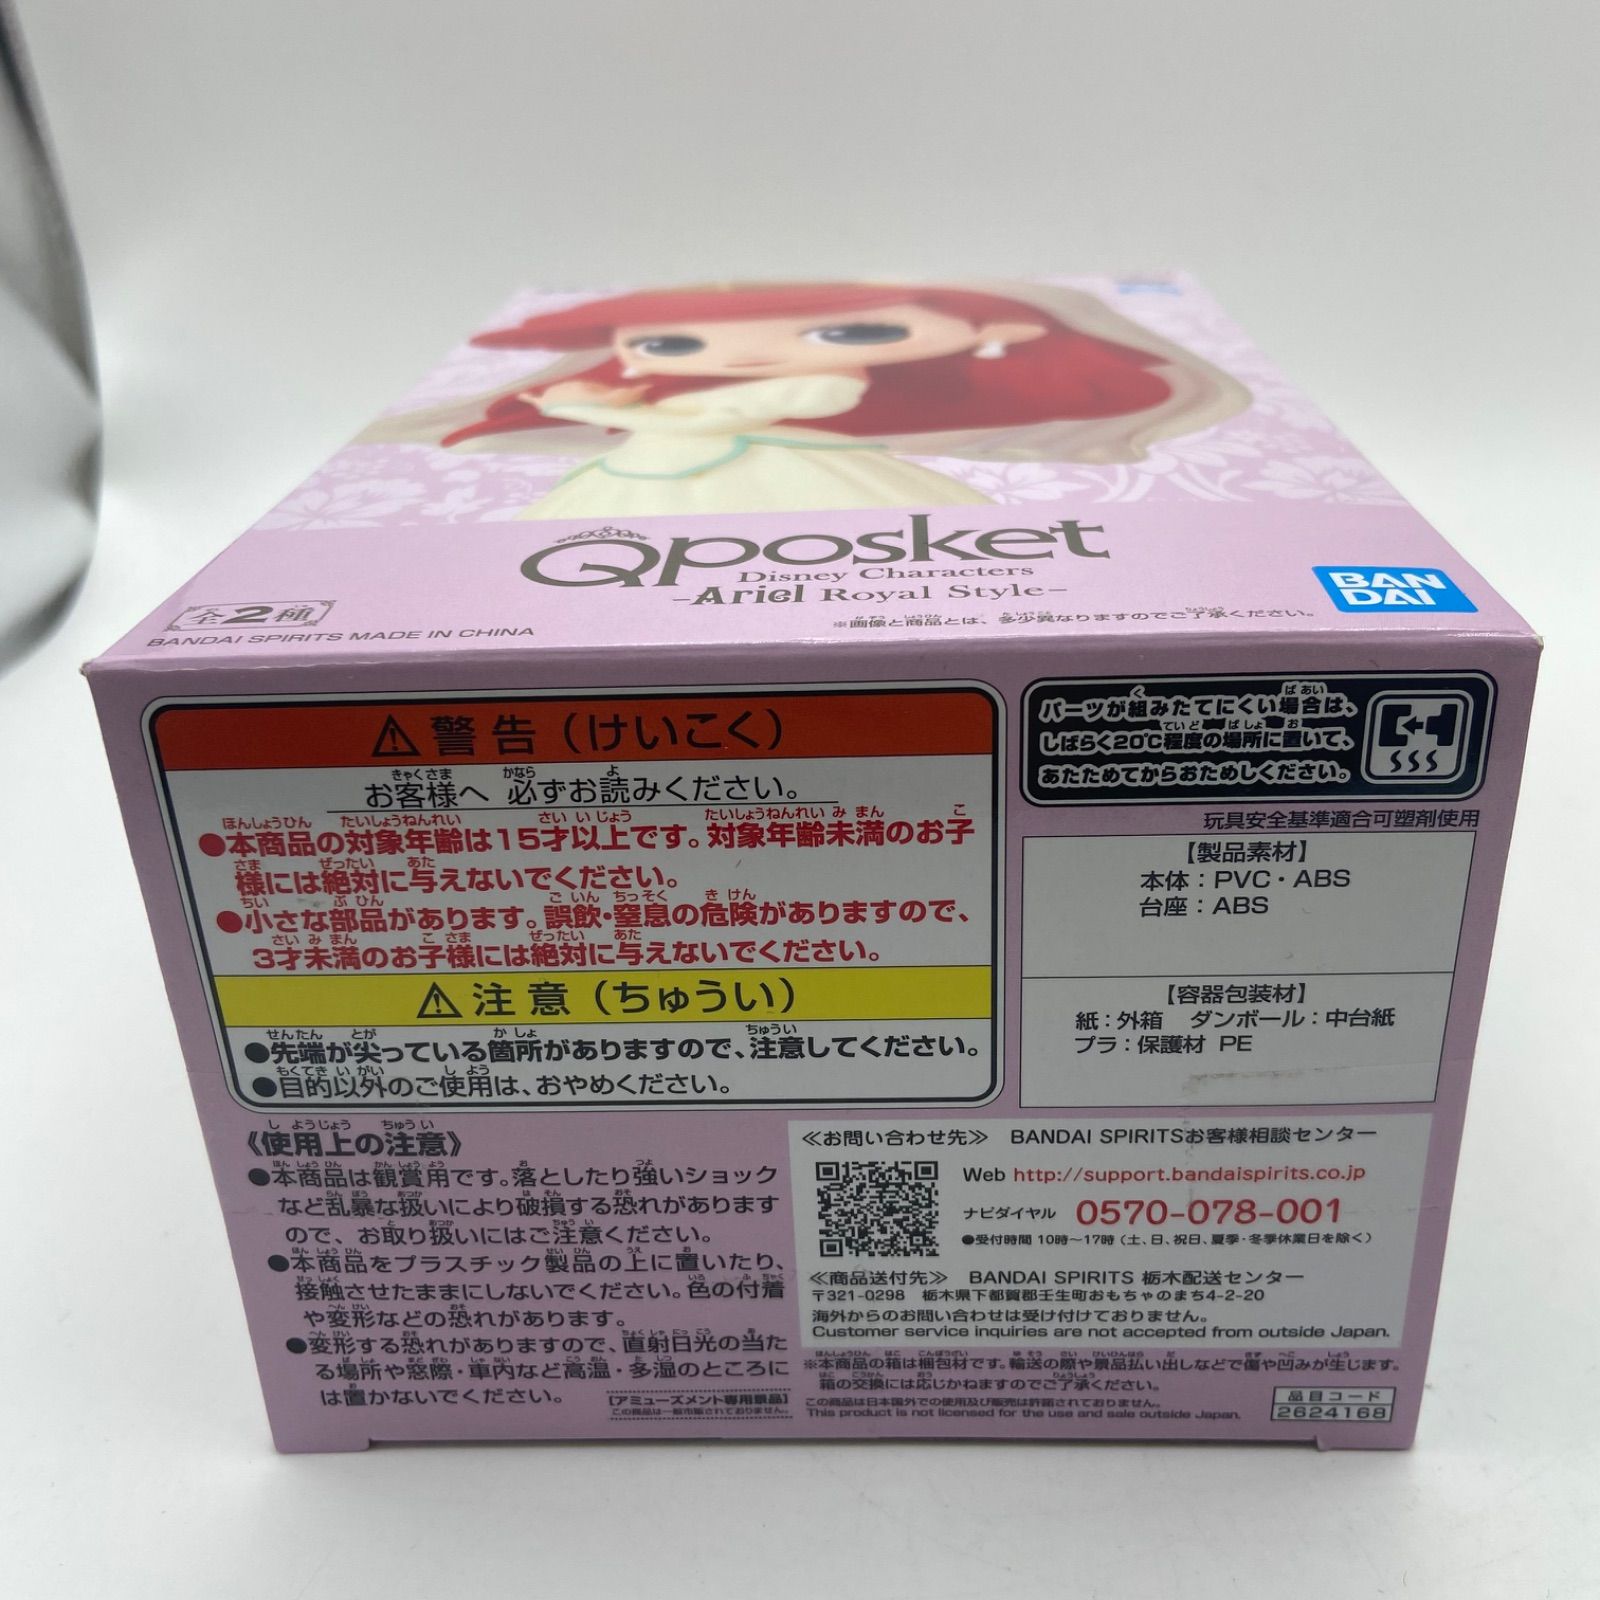 Qposket
Disney Characters
-Ariel Royal Style-
全2種
BANDAI SPIRITS MADE IN CHINA
※画像と商品とは、多少異なりますのでご了承ください。
BAN
DAI
⚠警告(けいこく)
お客様へ 必ずお読みください。
●本商品の対象年齢は15才以上です。対象年齢未満のお子
様には絶対に与えないでください。
●小さな部品があります。誤飲・窒息の危険がありますので、
3才未満のお子様には絶対に与えないでください。
⚠注意(ちゅうい)
●先端が尖っている箇所がありますので、注意してください。
●目的以外のご使用は、おやめください。
パーツが組みたてにくい場合は、
しばらく20℃程度の場所に置いて、
あたためてからおためしください。
玩具安全基準適合可塑剤使用
【製品素材】
本体：PVC・ABS
台座：ABS
【容器包装材】
紙：外箱 ダンボール：中台紙
プラ：保護材 PE
《使用上の注意》
●本商品は観賞用です。落としたり強いショック
など乱暴な扱いにより破損する恐れがあります
ので、お取り扱いにはご注意ください。
●本商品をプラスチック製品の上に置いたり、
接触させたままにしないでください。色の付着
や変形などの恐れがあります。
●変形する恐れがありますので、直射日光の当た
る場所や窓際・車内など高温・多湿のところに
は置かないでください。
[アミューズメント専用景品]
この商品は一般市販されておりません。
≪お問い合わせ先≫ BANDAI SPIRITSお客様相談センター
Web http://support.bandaispirits.co.jp
ナビダイヤル 0570-078-001
●受付時間 10時～17時(土、日、祝日、夏季・冬季休業日を除く)
≪商品送付先≫ BANDAI SPIRITS 栃木配送センター
〒321-0298 栃木県下都賀郡壬生町おもちゃのまち4-2-20
海外からのお問い合わせは受け付けておりません。
Customer service inquiries are not accepted from outside Japan.
※本商品の箱は梱包材です。輸送の際や景品払い出しなどで傷や凹みが生じます。
箱の交換には応じかねますのでご了承ください。
この商品は日本国外での使用及び販売は許諾されておりません。
This product is not licensed for the use and sale outside Japan.
品目コード
2624168